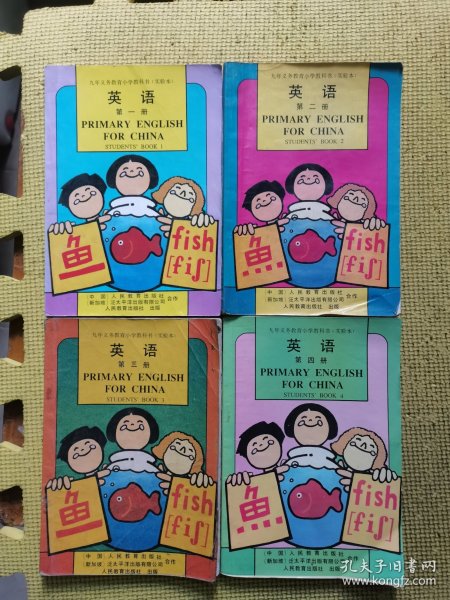 九年义务教育小学教科书（实验本）
英语
第一册
PRIMARY ENGLISH
FOR CHINA
STUDENTS' BOOK 1
鱼
fish
[fiʃ]
（中国）人民教育出版社
（新加坡）泛太平洋出版有限公司 合作
人民教育出版社 出版
九年义务教育小学教科书（实验本）
英语
第二册
PRIMARY ENGLISH
FOR CHINA
STUDENTS' BOOK 2
魚
fish
[fiʃ]
（中国）人民教育出版社
（新加坡）泛太平洋出版有限公司 合作
人民教育出版社 出版
九年义务教育小学教科书（实验本）
英语
第三册
PRIMARY ENGLISH
FOR CHINA
STUDENTS' BOOK 3
鱼
fish
[fiʃ]
（中国）人民教育出版社
（新加坡）泛太平洋出版有限公司 合作
人民教育出版社 出版
九年义务教育小学教科书（实验本）
英语
第四册
PRIMARY ENGLISH
FOR CHINA
STUDENTS' BOOK 4
魚
fish
[fiʃ]
（中国）人民教育出版社
（新加坡）泛太平洋出版有限公司 合作
人民教育出版社 出版
孔夫子旧书网
www.kongfz.com